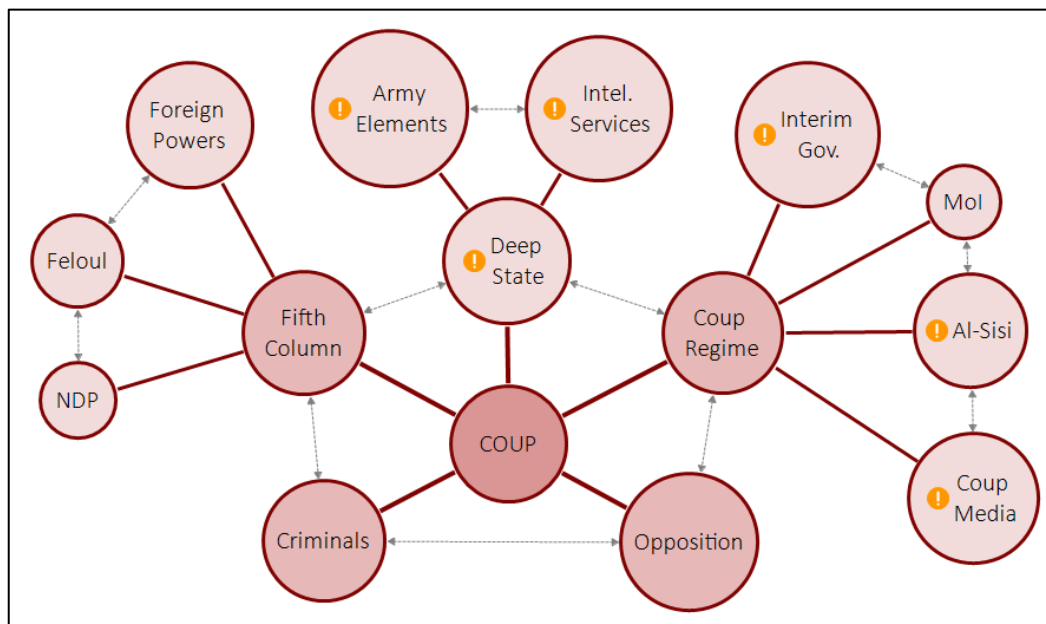 Foreign
Powers
! Army
Elements
! Intel.
Services
! Interim
Gov.
MoI
Feloul
! Deep
State
Fifth
Column
Coup
Regime
! Al-Sisi
NDP
COUP
! Coup
Media
Criminals
Opposition